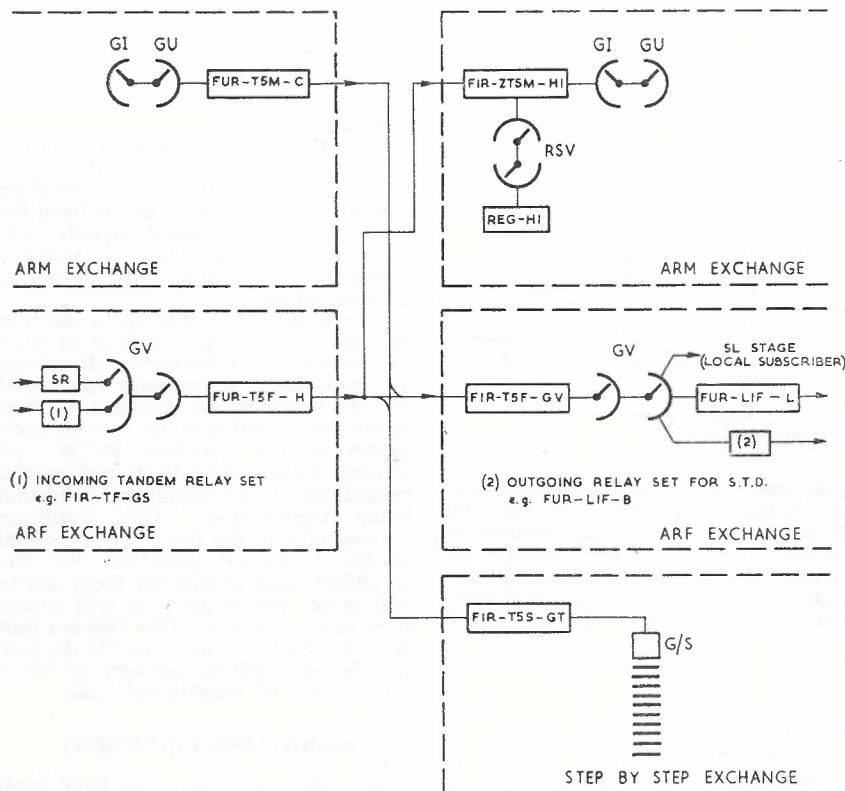 GI GU
FUR-T5M-C
ARM EXCHANGE
GI GU
FIR-ZT5M-HI
RSV
REG-HI
ARM EXCHANGE
GV
SR
(1)
FUR-T5F-H
(1) INCOMING TANDEM RELAY SET
e.g. FIR-TF-GS
ARF EXCHANGE
GV
SL STAGE
(LOCAL SUBSCRIBER)
FIR-T5F-GV
FUR-LIF-L
(2)
(2) OUTGOING RELAY SET FOR S.T.D.
e.g. FUR-LIF-B
ARF EXCHANGE
FIR-T5S-GT
G/S
STEP BY STEP EXCHANGE